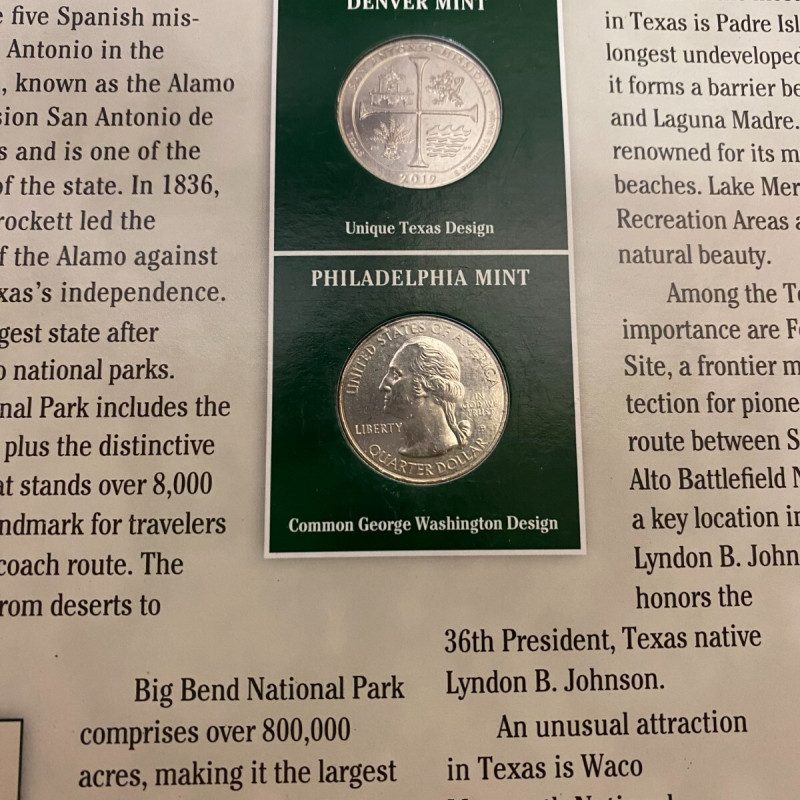 e five Spanish mis-
Antonio in the
, known as the Alamo
sion San Antonio de
s and is one of the
of the state. In 1836,
rockett led the
f the Alamo against
xas's independence.
gest state after
o national parks.
nal Park includes the
plus the distinctive
at stands over 8,000
ndmark for travelers
coach route. The
rom deserts to
Big Bend National Park
comprises over 800,000
acres, making it the largest
DENVER MINT
SAN ANTONIO MISSIONS
2019
Unique Texas Design
PHILADELPHIA MINT
UNITED STATES OF AMERICA
LIBERTY
IN
GOD WE
TRUST
P
QUARTER DOLLAR
Common George Washington Design
in Texas is Padre Isl
longest undeveloped
it forms a barrier be
and Laguna Madre.
renowned for its m
beaches. Lake Mer
Recreation Areas a
natural beauty.
Among the Te
importance are Fo
Site, a frontier m
tection for pione
route between S
Alto Battlefield N
a key location in
Lyndon B. John
honors the
36th President, Texas native
Lyndon B. Johnson.
An unusual attraction
in Texas is Waco